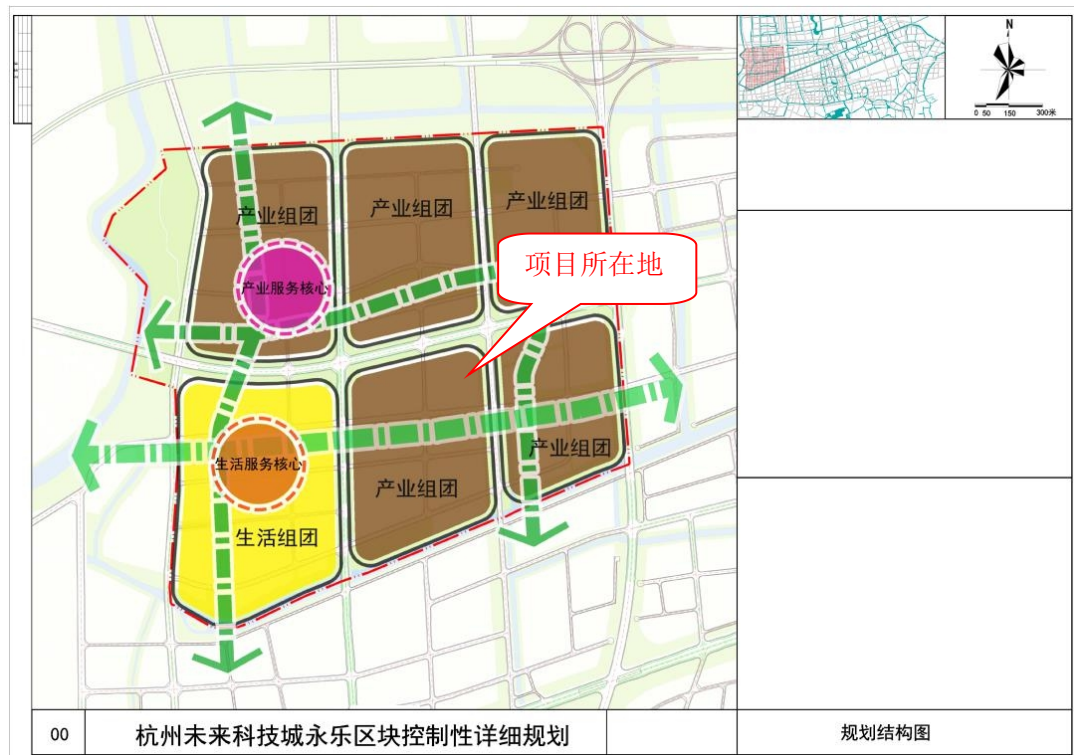 N
0 50 150 300米
产业组团
产业组团
产业组团
项目所在地
产业服务核心
生活服务核心
产业组团
产业组团
生活组团
00
杭州未来科技城永乐区块控制性详细规划
规划结构图